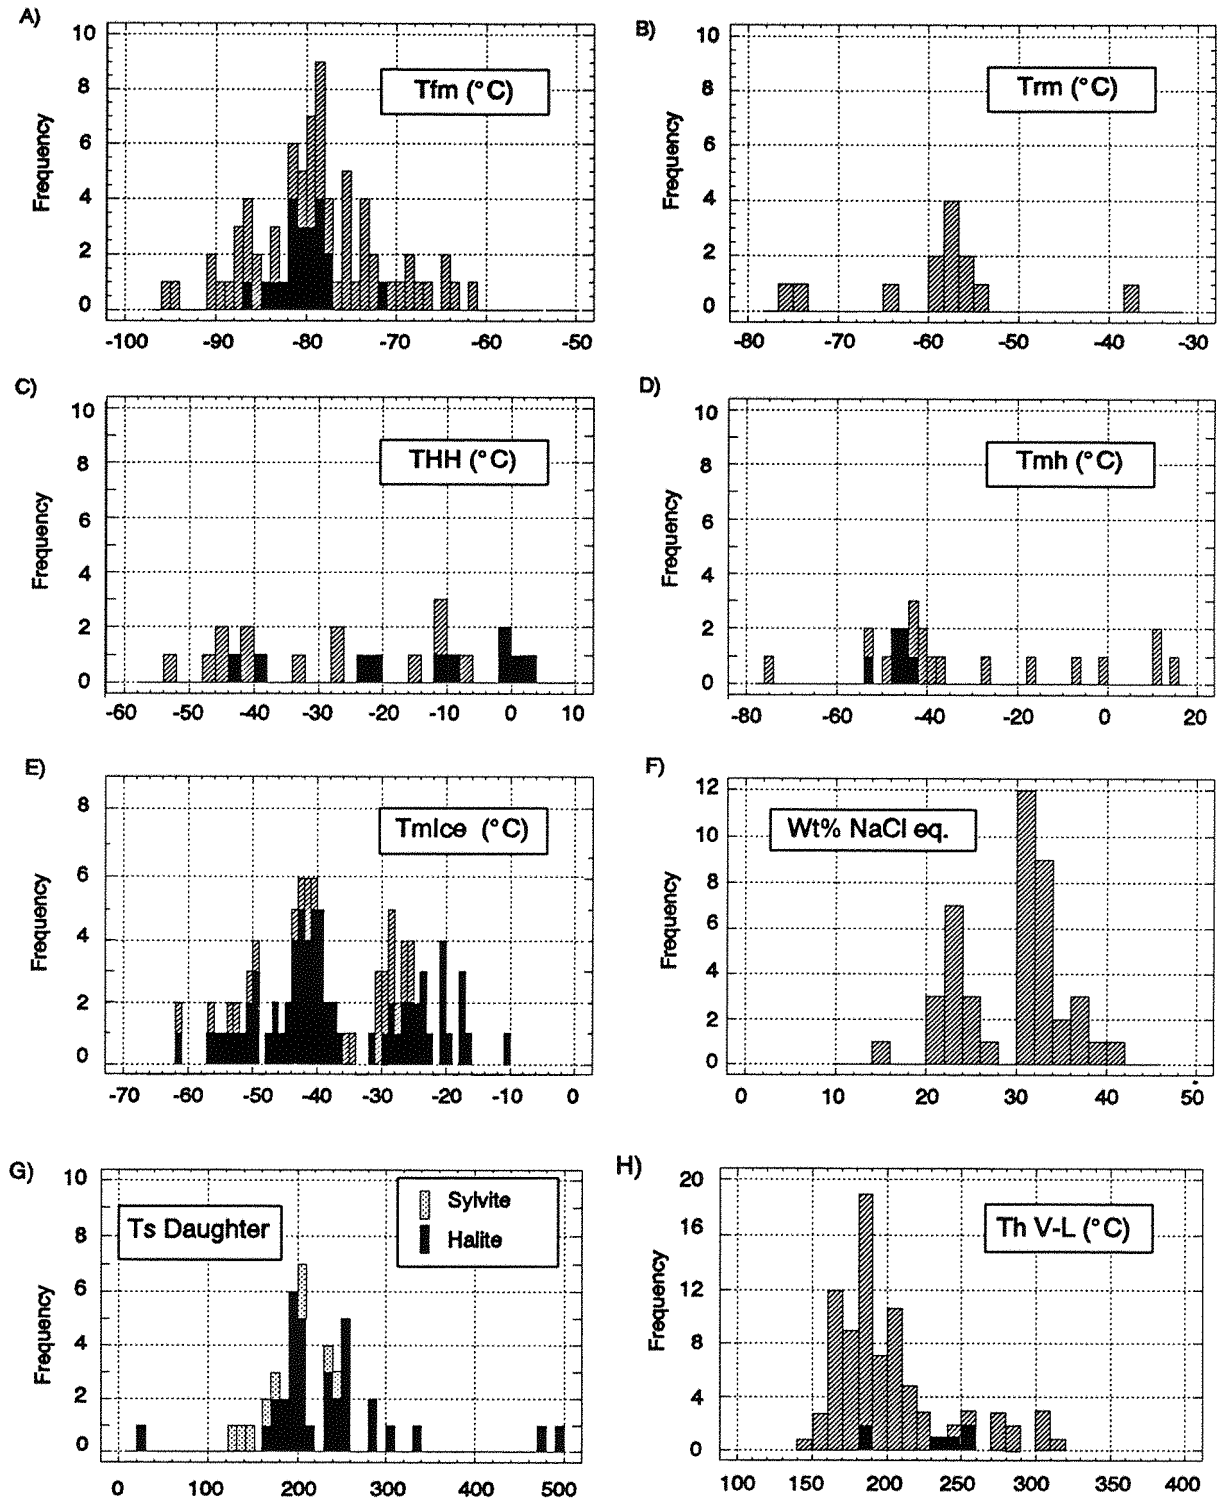 A)
Tfm (°C)
Frequency
10
8
6
4
2
0
-100 -90 -80 -70 -60 -50
B)
Trm (°C)
Frequency
10
8
6
4
2
0
-80 -70 -60 -50 -40 -30
C)
THH (°C)
Frequency
10
8
6
4
2
0
-60 -50 -40 -30 -20 -10 0 10
D)
Tmh (°C)
Frequency
10
8
6
4
2
0
-80 -60 -40 -20 0 20
E)
TmIce (°C)
Frequency
8
6
4
2
0
-70 -60 -50 -40 -30 -20 -10 0
F)
Wt% NaCl eq.
Frequency
12
10
8
6
4
2
0
0 10 20 30 40 50
G)
Ts Daughter
Sylvite
Halite
Frequency
10
8
6
4
2
0
0 100 200 300 400 500
H)
Th V-L (°C)
Frequency
20
16
12
8
4
0
100 150 200 250 300 350 400